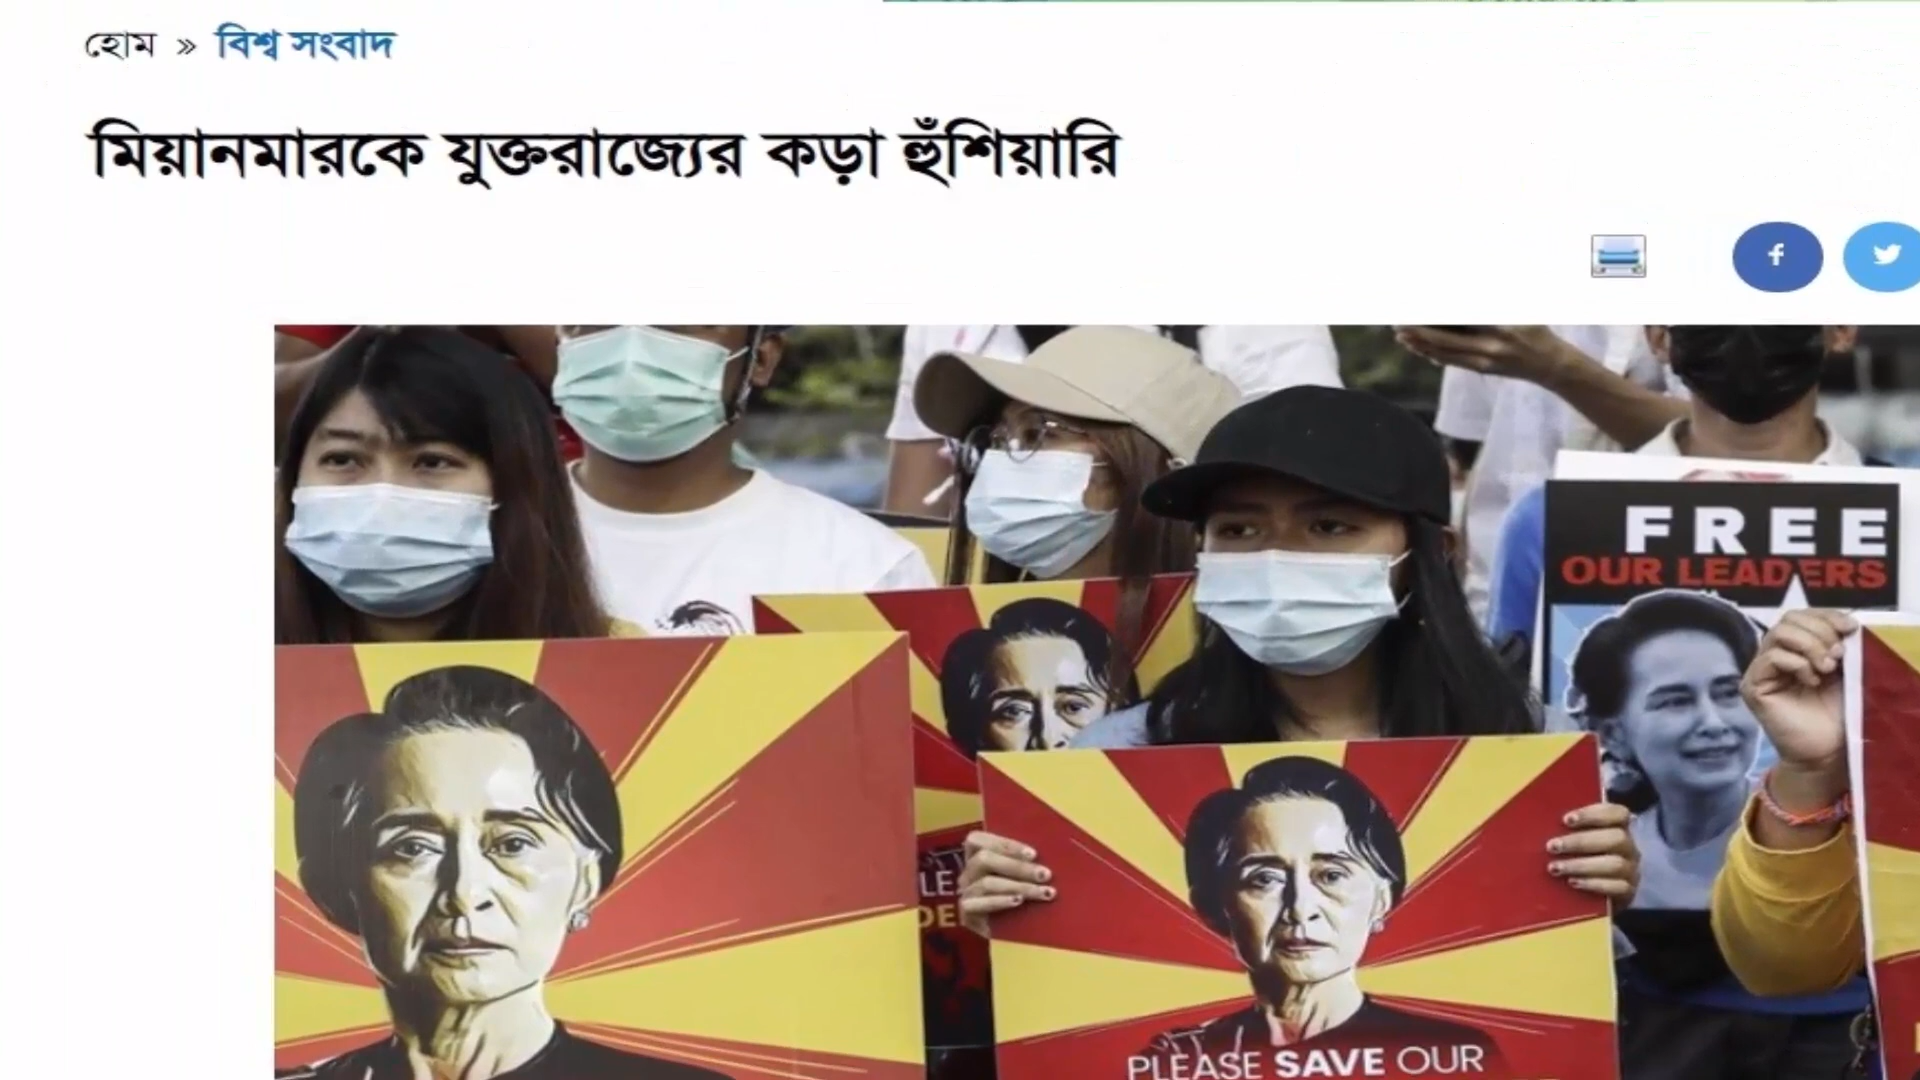 হোম » বিশ্ব সংবাদ
মিয়ানমারকে যুক্তরাজ্যের কড়া হুঁশিয়ারি
f
FREE
OUR LEADERS
PLEASE SAVE OUR